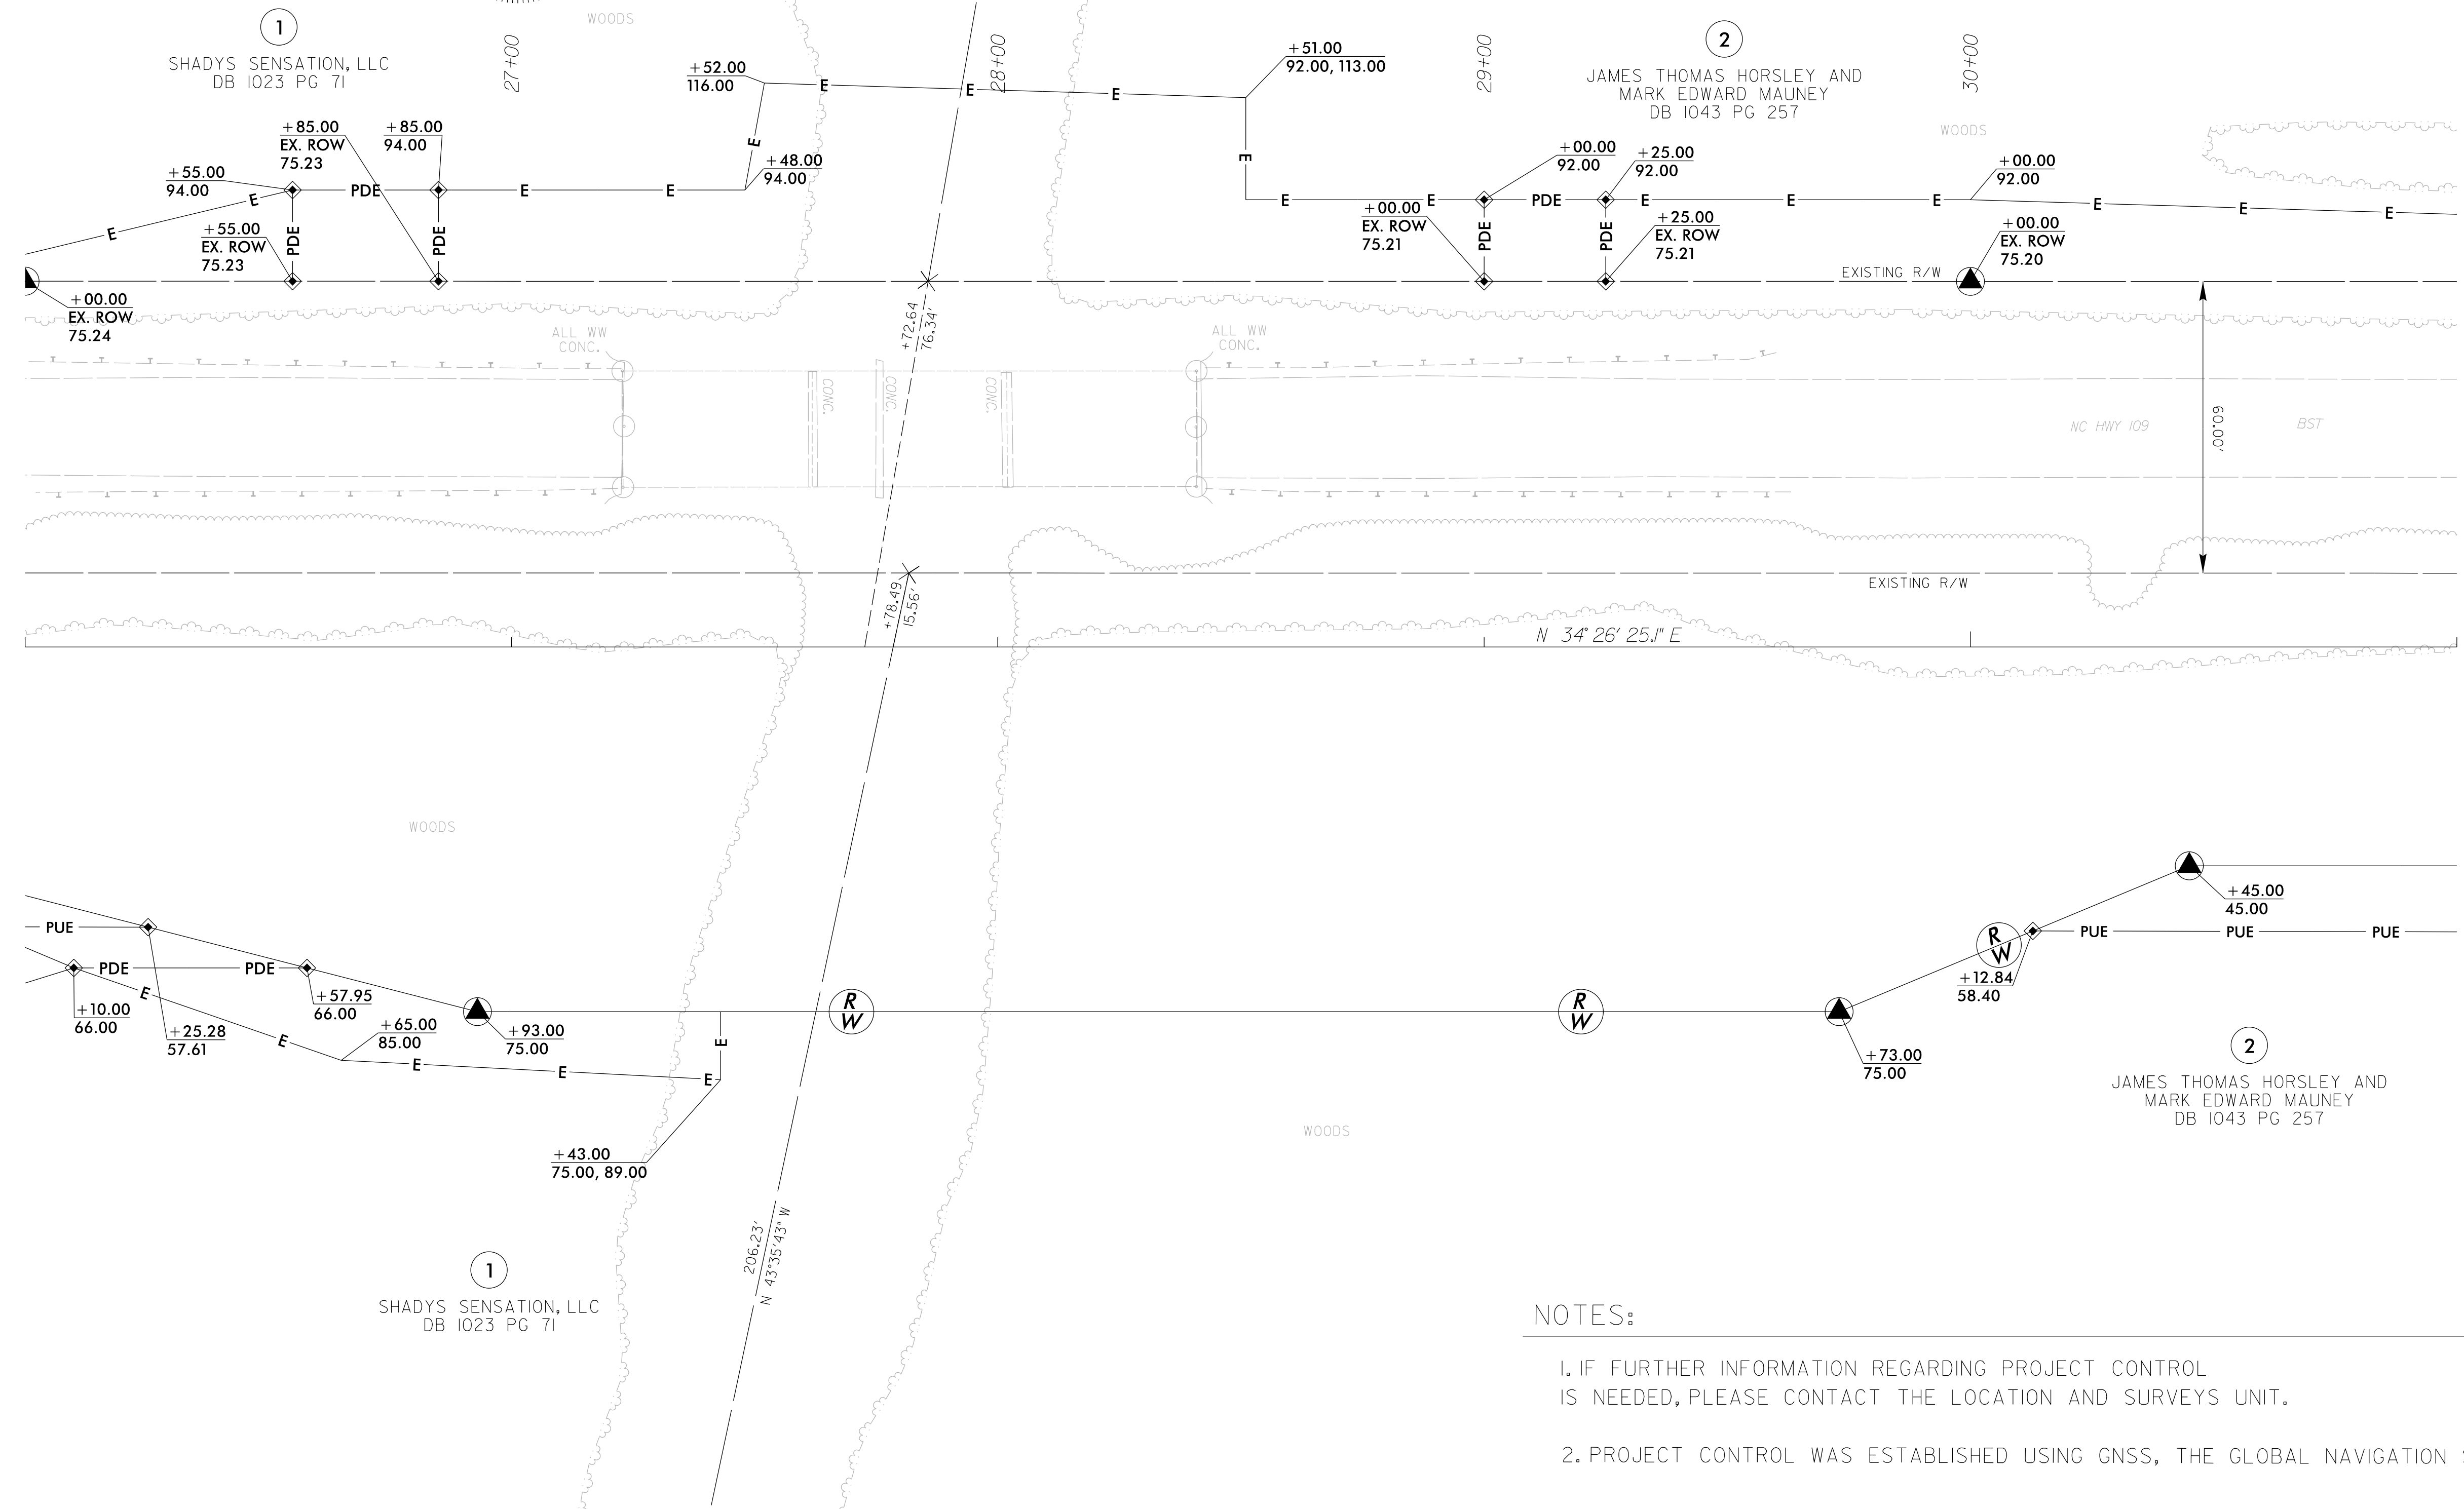 1
SHADYS SENSATION, LLC
DB 1023 PG 71
WOODS
27+00
28+00
29+00
30+00
+52.00
116.00
+51.00
92.00, 113.00
2
JAMES THOMAS HORSLEY AND
MARK EDWARD MAUNEY
DB 1043 PG 257
WOODS
E
E
E
E
E
+85.00
EX. ROW
75.23
+85.00
94.00
+55.00
94.00
+48.00
94.00
+00.00
92.00
+25.00
92.00
+00.00
92.00
E
E
PDE
E
E
E
E
PDE
E
E
E
E
E
E
PDE
PDE
PDE
PDE
+55.00
EX. ROW
75.23
+00.00
EX. ROW
75.21
+25.00
EX. ROW
75.21
+00.00
EX. ROW
75.20
EXISTING R/W
+00.00
EX. ROW
75.24
+72.64
76.34'
ALL WW
CONC.
ALL WW
CONC.
CONC.
CONC.
CONC.
60.00'
NC HWY 109
BST
EXISTING R/W
+78.49
15.56'
N 34° 26' 25.1" E
WOODS
PUE
PDE
PDE
E
E
+10.00
66.00
+25.28
57.61
+57.95
66.00
+65.00
85.00
+93.00
75.00
E
E
E
E
R
W
R
W
R
W
+45.00
45.00
PUE
PUE
PUE
+12.84
58.40
+73.00
75.00
2
JAMES THOMAS HORSLEY AND
MARK EDWARD MAUNEY
DB 1043 PG 257
WOODS
+43.00
75.00, 89.00
206.23'
N 43°35'43" W
1
SHADYS SENSATION, LLC
DB 1023 PG 71
NOTES:
1. IF FURTHER INFORMATION REGARDING PROJECT CONTROL
IS NEEDED, PLEASE CONTACT THE LOCATION AND SURVEYS UNIT.
2. PROJECT CONTROL WAS ESTABLISHED USING GNSS, THE GLOBAL NAVIGATION